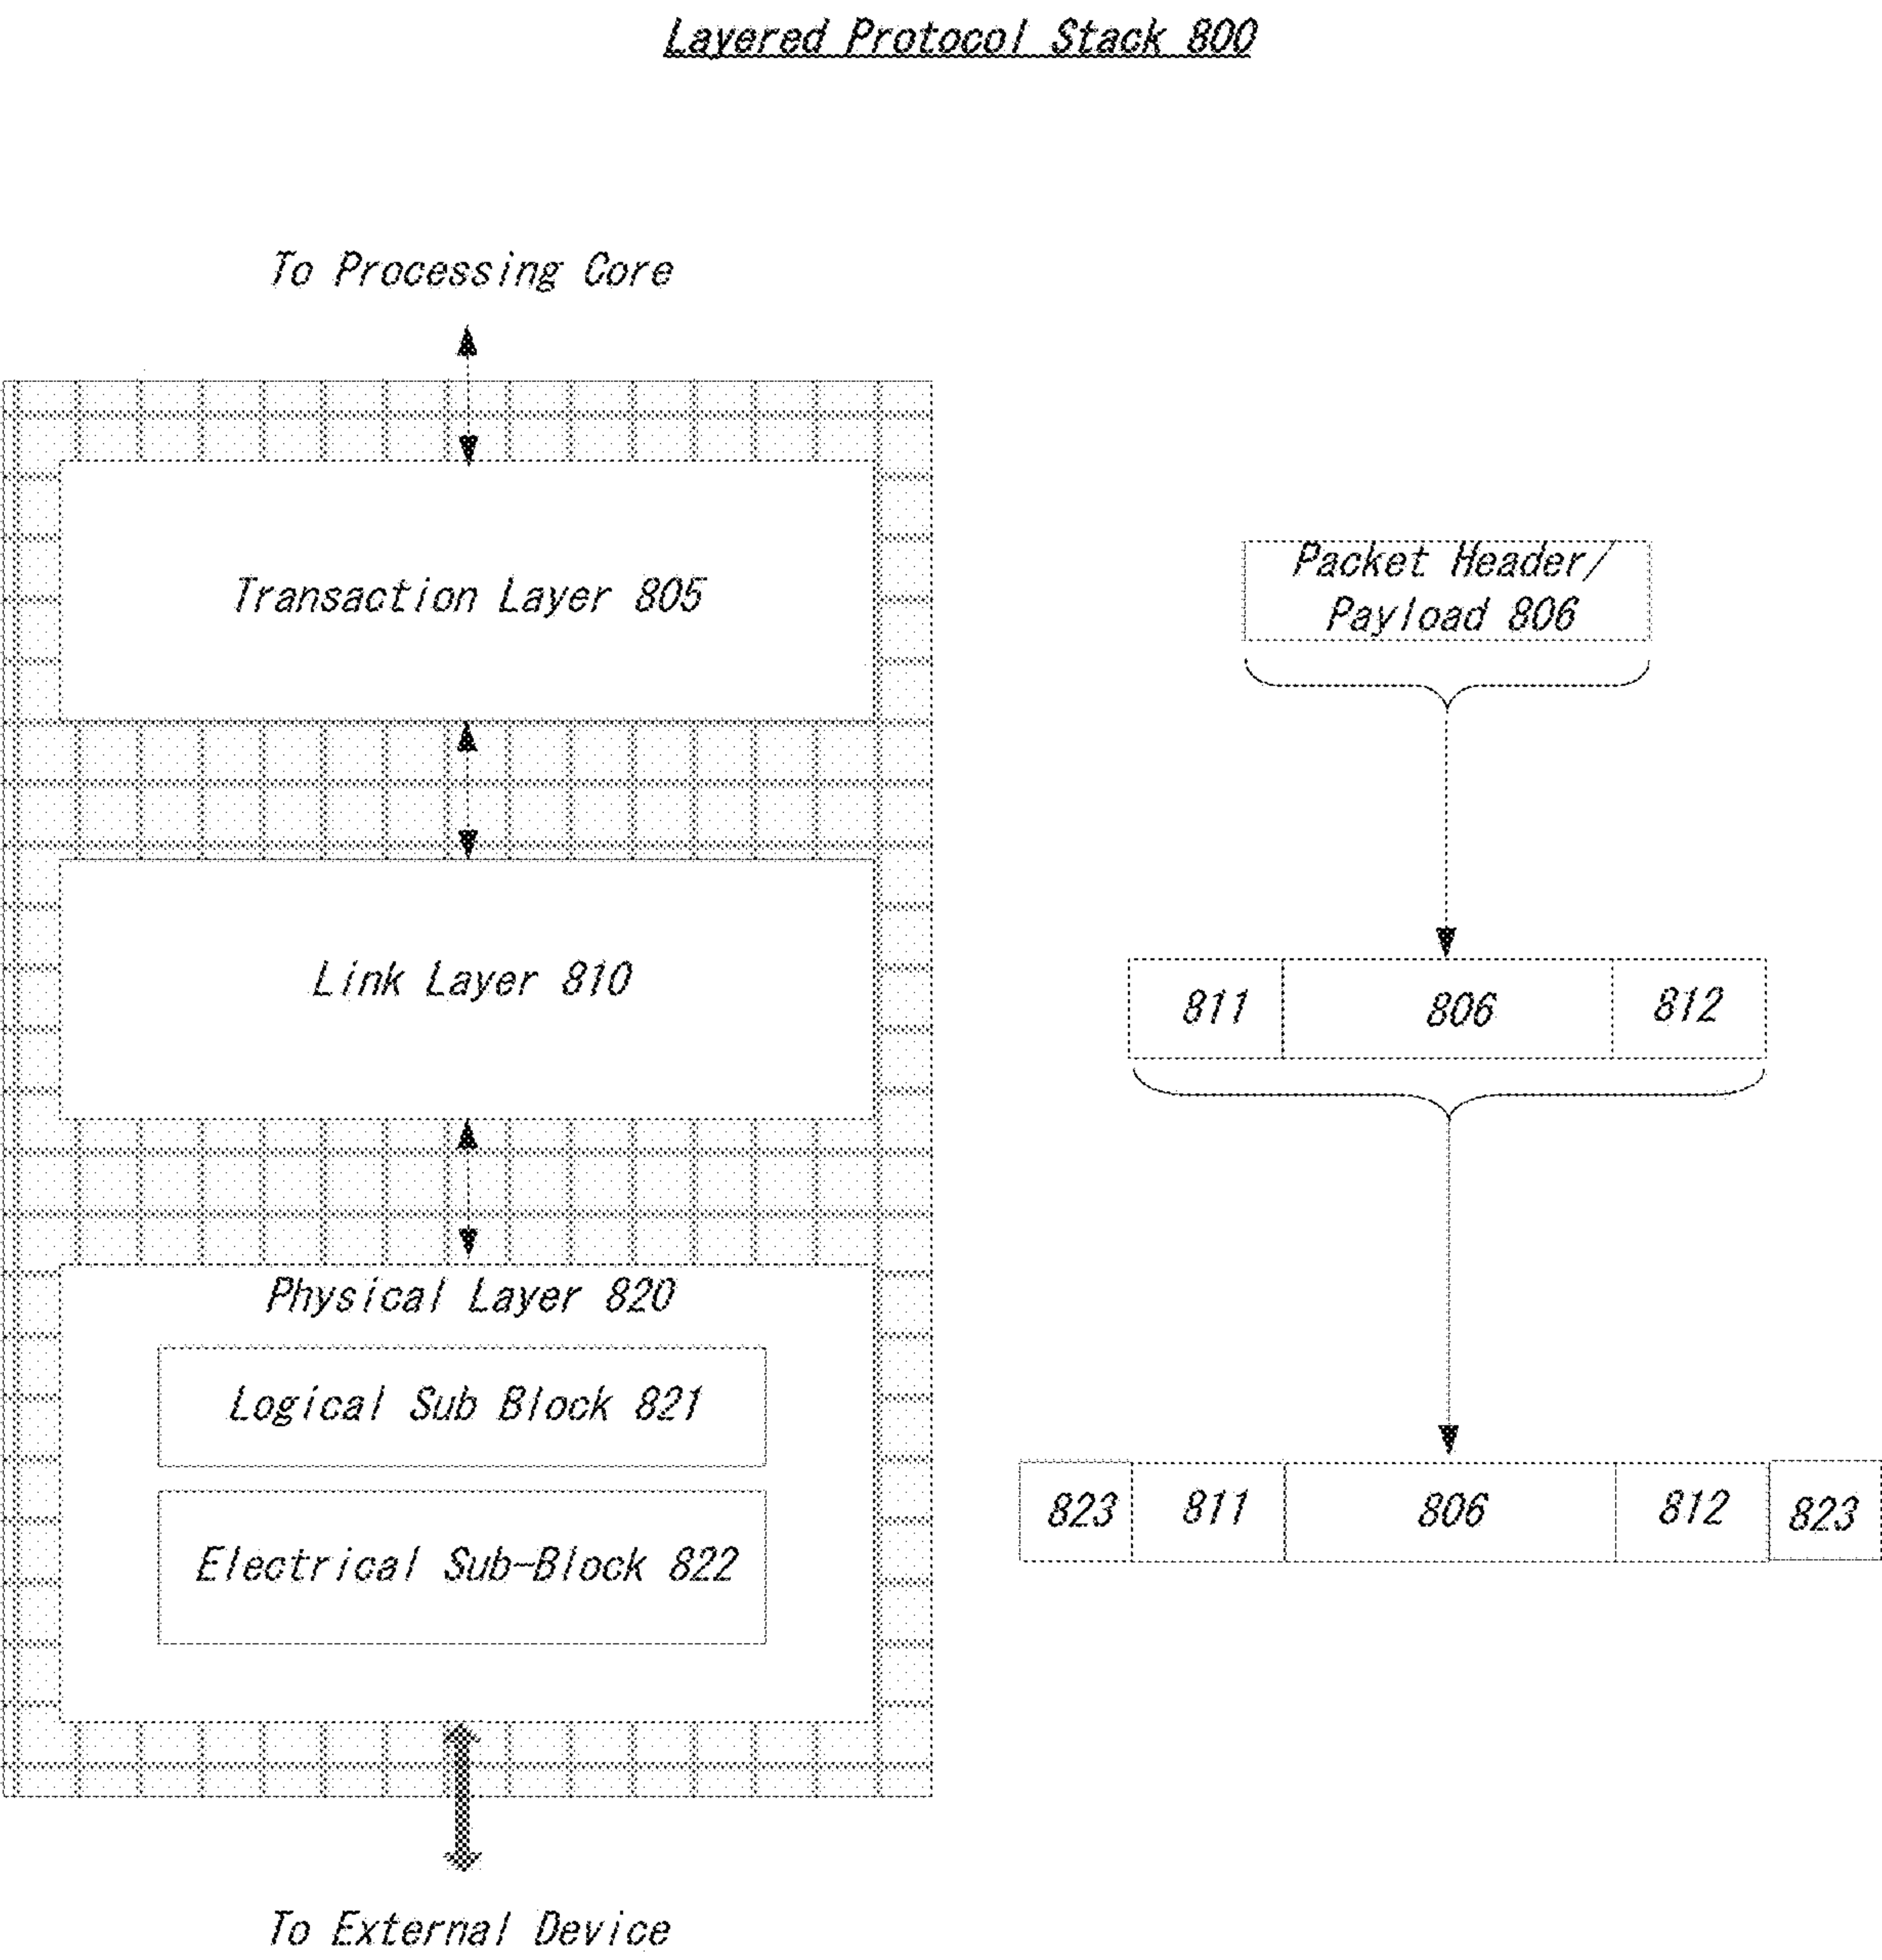 Layered Protocol Stack 800
To Processing Core
Transaction Layer 805
Packet Header/
Payload 806
Link Layer 810
811 806 812
Physical Layer 820
Logical Sub Block 821
Electrical Sub-Block 822
823 811 806 812 823
To External Device